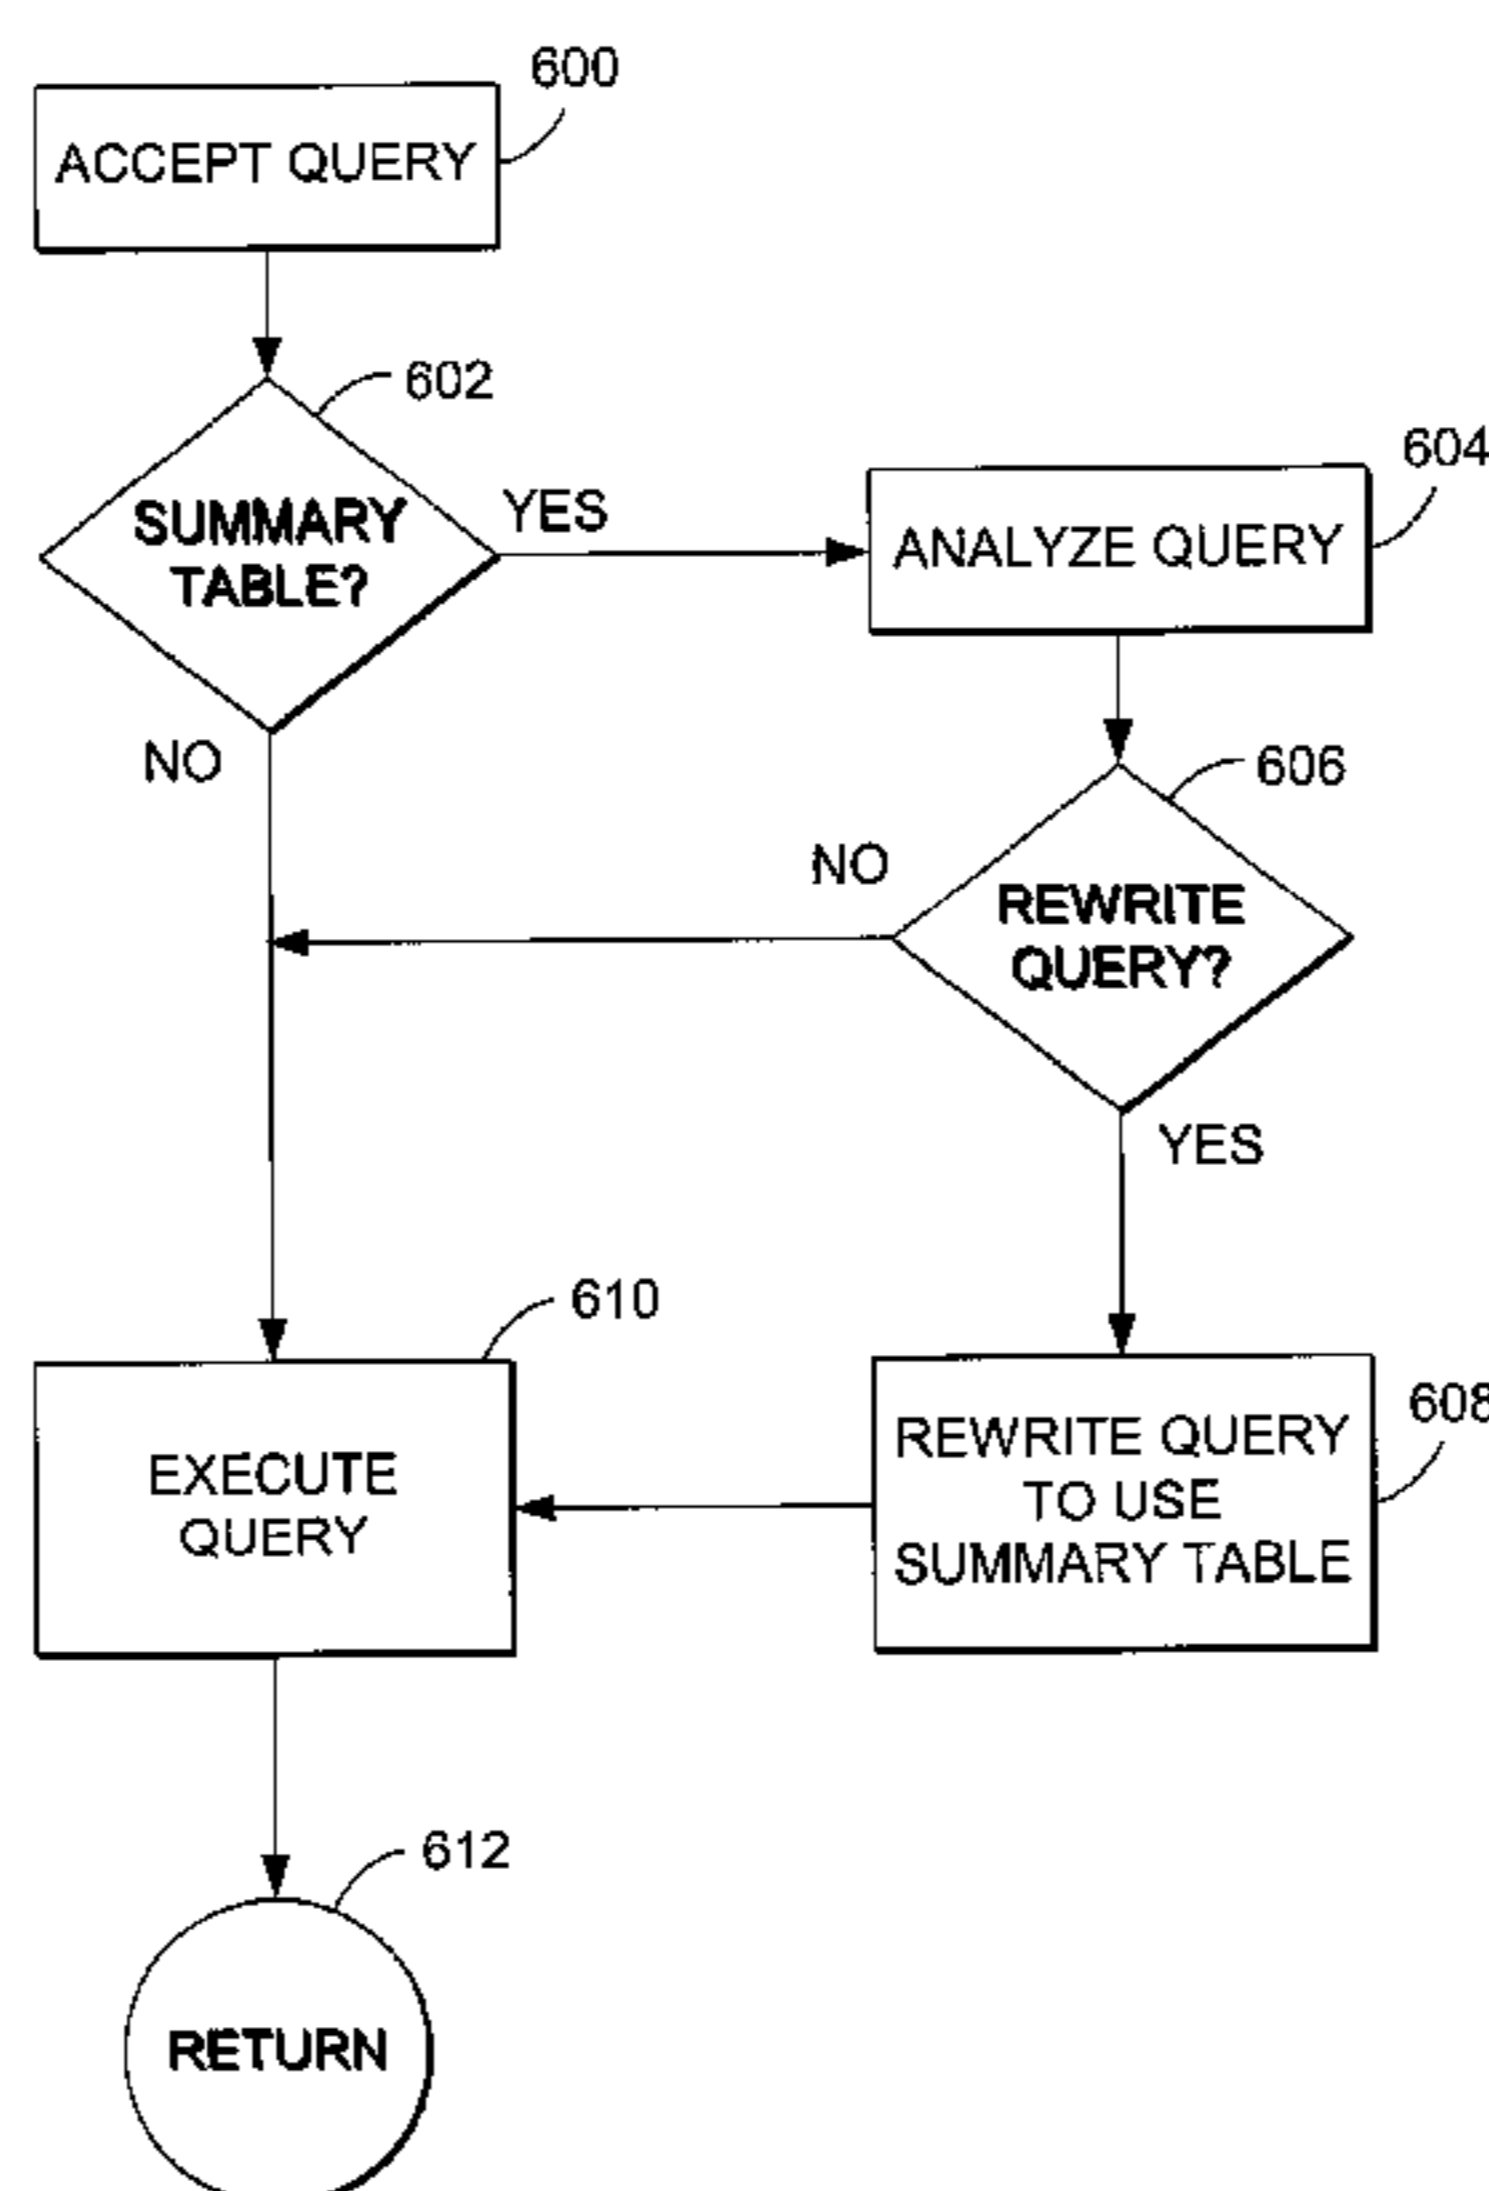 600
ACCEPT QUERY
602
SUMMARY
TABLE?
YES
604
ANALYZE QUERY
NO
606
NO
REWRITE
QUERY?
YES
610
EXECUTE
QUERY
608
REWRITE QUERY
TO USE
SUMMARY TABLE
612
RETURN